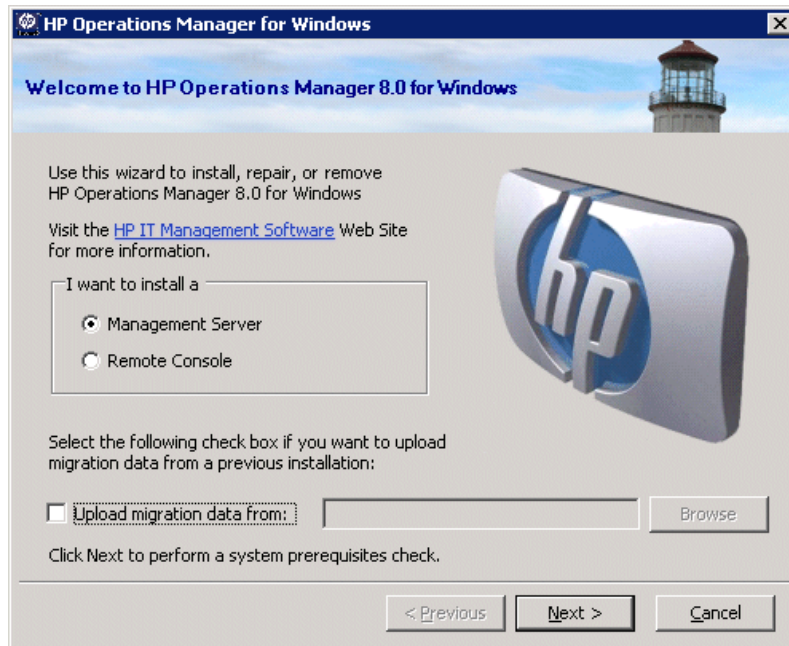 HP Operations Manager for Windows
Welcome to HP Operations Manager 8.0 for Windows
Use this wizard to install, repair, or remove
HP Operations Manager 8.0 for Windows
Visit the HP IT Management Software Web Site
for more information.
I want to install a
Management Server
Remote Console
hp
Select the following check box if you want to upload
migration data from a previous installation:
Upload migration data from:
Browse
Click Next to perform a system prerequisites check.
< Previous
Next >
Cancel